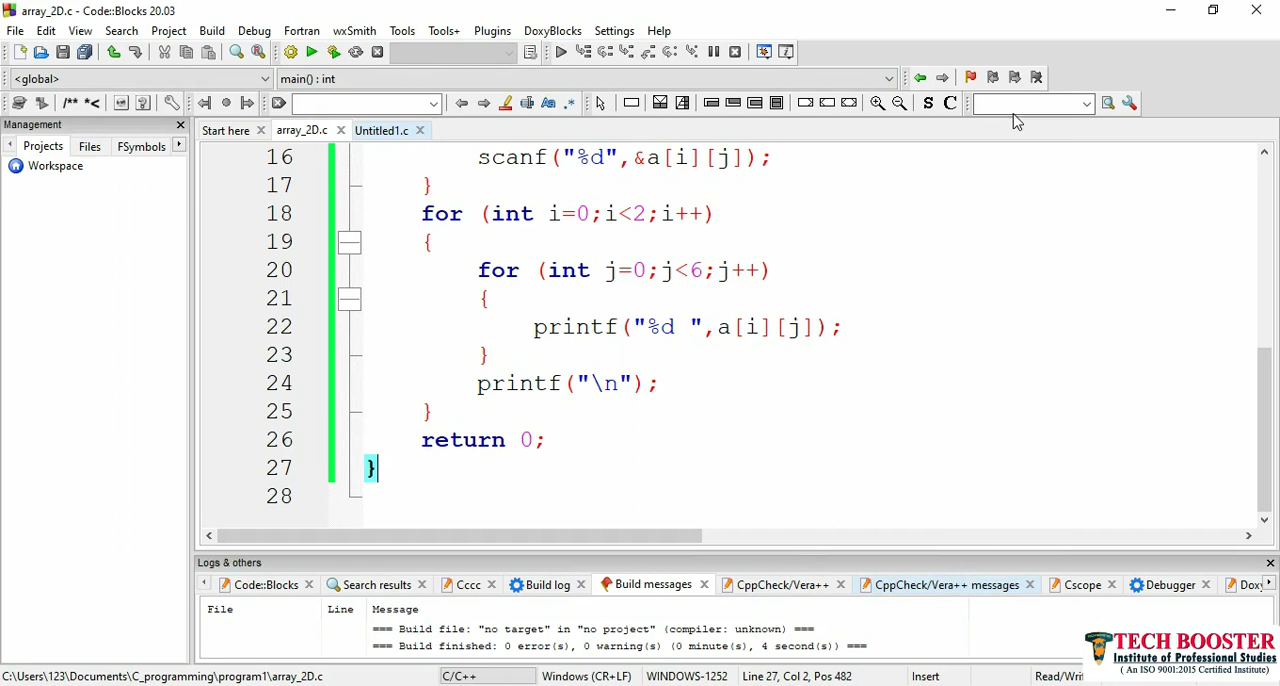 array_2D.c - Code::Blocks 20.03
File Edit View Search Project Build Debug Fortran wxSmith Tools Tools+ Plugins DoxyBlocks Settings Help
<global> main() : int
/** *< Aa .* S C
Management
Projects Files FSymbols
Workspace
Start here array_2D.c Untitled1.c
16 scanf("%d",&a[i][j]);
17 }
18 for (int i=0;i<2;i++)
19 {
20 for (int j=0;j<6;j++)
21 {
22 printf("%d ",a[i][j]);
23 }
24 printf("\n");
25 }
26 return 0;
27 }
28
Logs & others
Code::Blocks Search results Cccc Build log Build messages CppCheck/Vera++ CppCheck/Vera++ messages Cscope Debugger Doxy
File Line Message
=== Build file: "no target" in "no project" (compiler: unknown) ===
=== Build finished: 0 error(s), 0 warning(s) (0 minute(s), 4 second(s)) ===
TECH BOOSTER
Institute of Professional Studies
( An ISO 9001:2015 Certified Institute)
C:\Users\123\Documents\C_programming\program1\array_2D.c C/C++ Windows (CR+LF) WINDOWS-1252 Line 27, Col 2, Pos 482 Insert Read/Wri